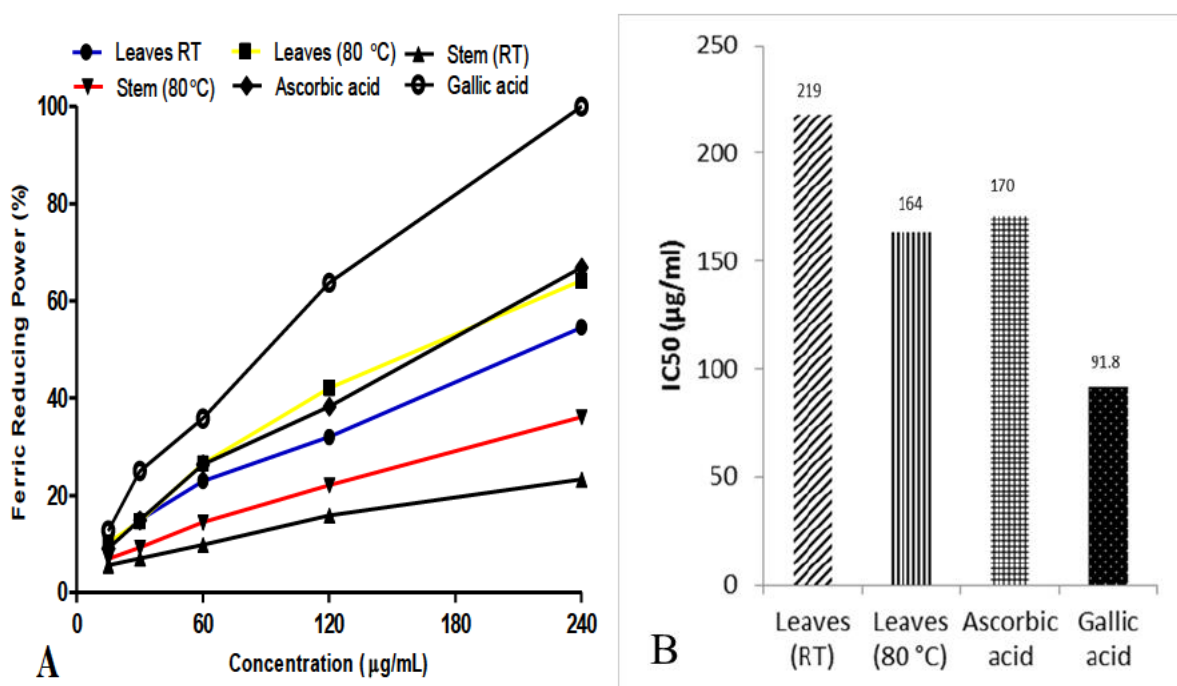 Leaves RT Leaves (80 °C) Stem (RT)
Stem (80°C) Ascorbic acid Gallic acid
Ferric Reducing Power (%)
100
80
60
40
20
0
0 60 120 180 240
Concentration (µg/mL)
A
IC50 (µg/ml)
250
200
150
100
50
0
219
164
170
91.8
Leaves Leaves Ascorbic Gallic
(RT) (80 °C) acid acid
B